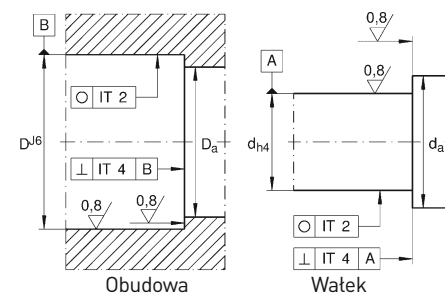 B
○ IT 2
D^J6
D_a
⊥ IT 4 B
0,8
0,8
Obudowa
0,8
A
0,8
d_h4
d_a
○ IT 2
⊥ IT 4 A
Wałek